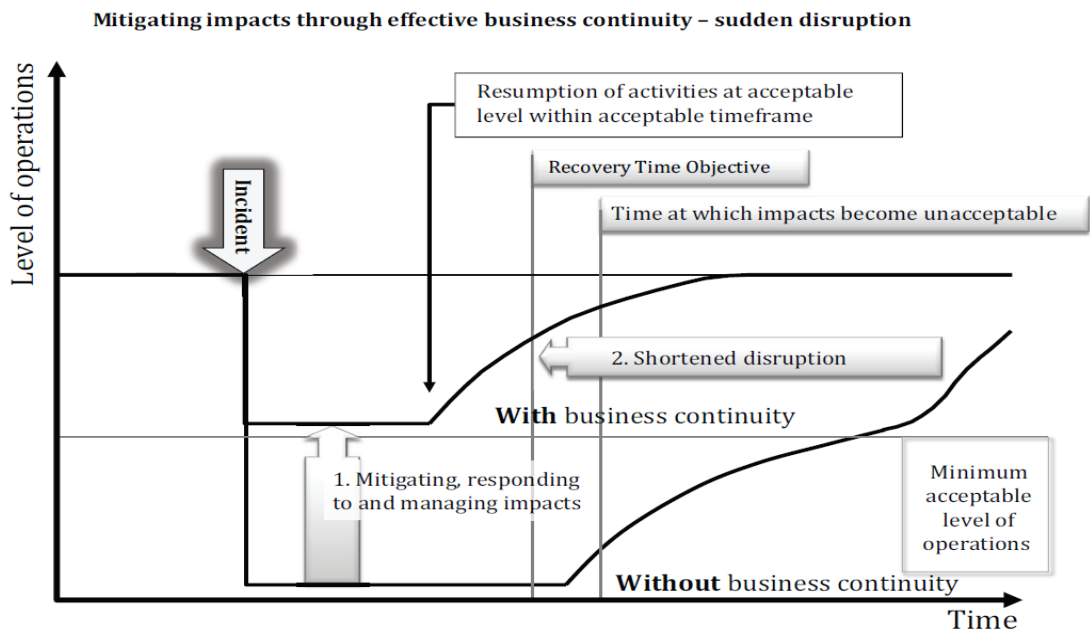 Mitigating impacts through effective business continuity – sudden disruption
Level of operations
Resumption of activities at acceptable
level within acceptable timeframe
Recovery Time Objective
Incident
Time at which impacts become unacceptable
2. Shortened disruption
With business continuity
1. Mitigating, responding
to and managing impacts
Minimum
acceptable
level of
operations
Without business continuity
Time